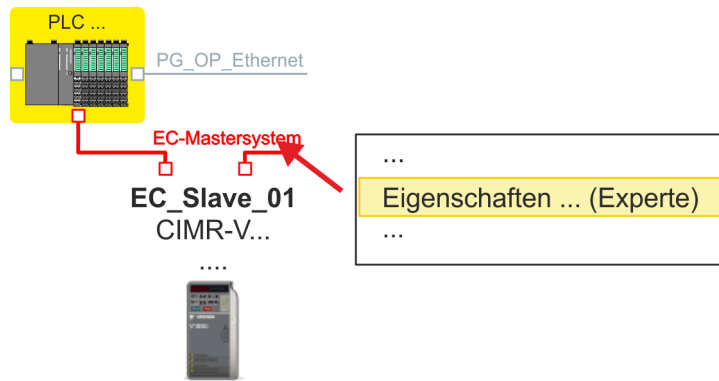 PLC ...
PG_OP_Ethernet
EC-Mastersystem
...
Eigenschaften ... (Experte)
...
EC_Slave_01
CIMR-V...
....